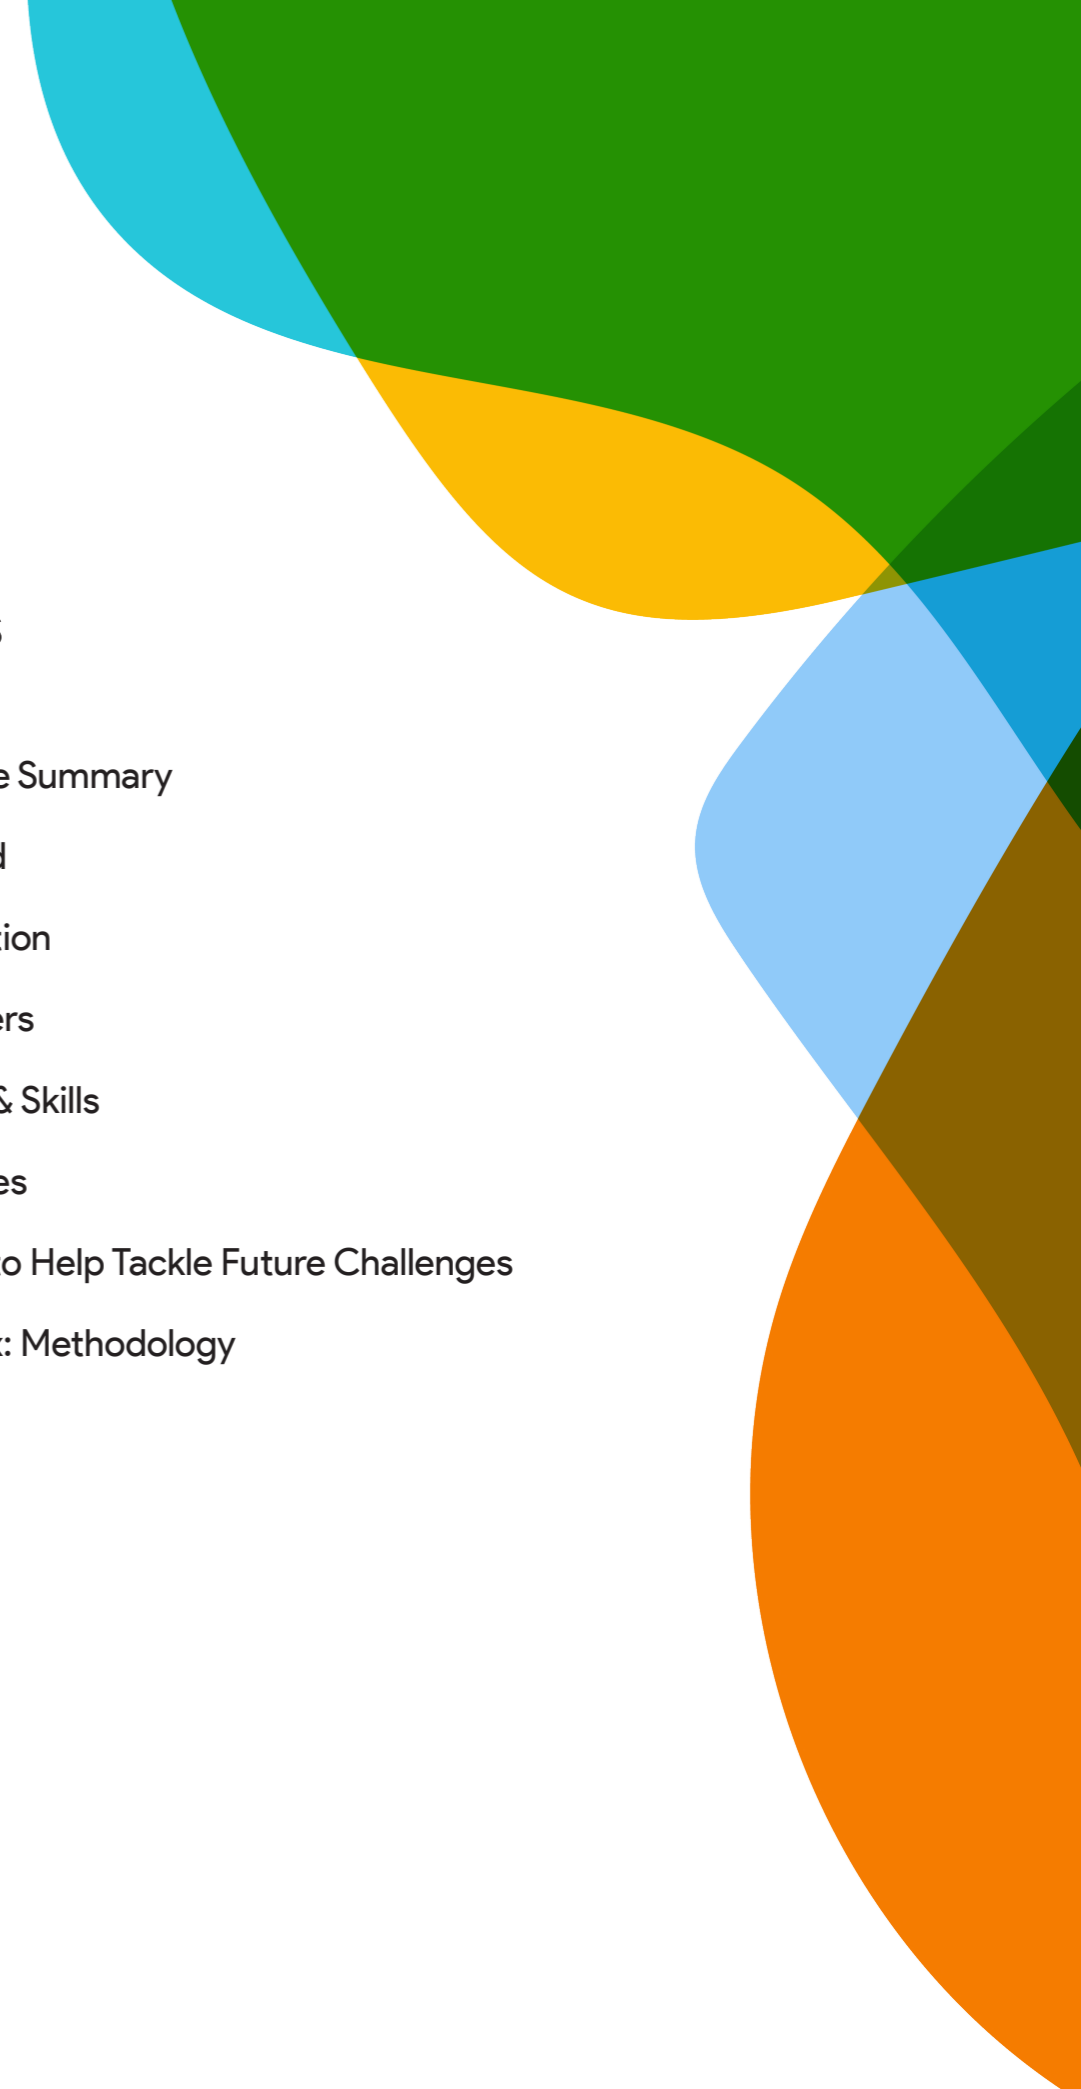 s
e Summary
d
tion
ers
& Skills
es
to Help Tackle Future Challenges
x: Methodology